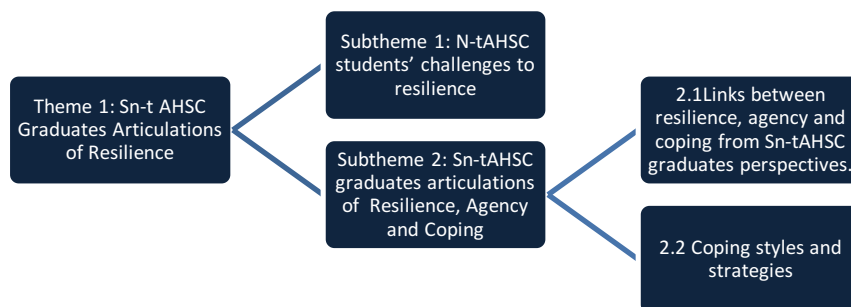 Theme 1: Sn-t AHSC
Graduates Articulations
of Resilience
Subtheme 1: N-tAHSC
students’ challenges to
resilience
Subtheme 2: Sn-tAHSC
graduates articulations
of Resilience, Agency
and Coping
2.1Links between
resilience, agency and
coping from Sn-tAHSC
graduates perspectives.
2.2 Coping styles and
strategies